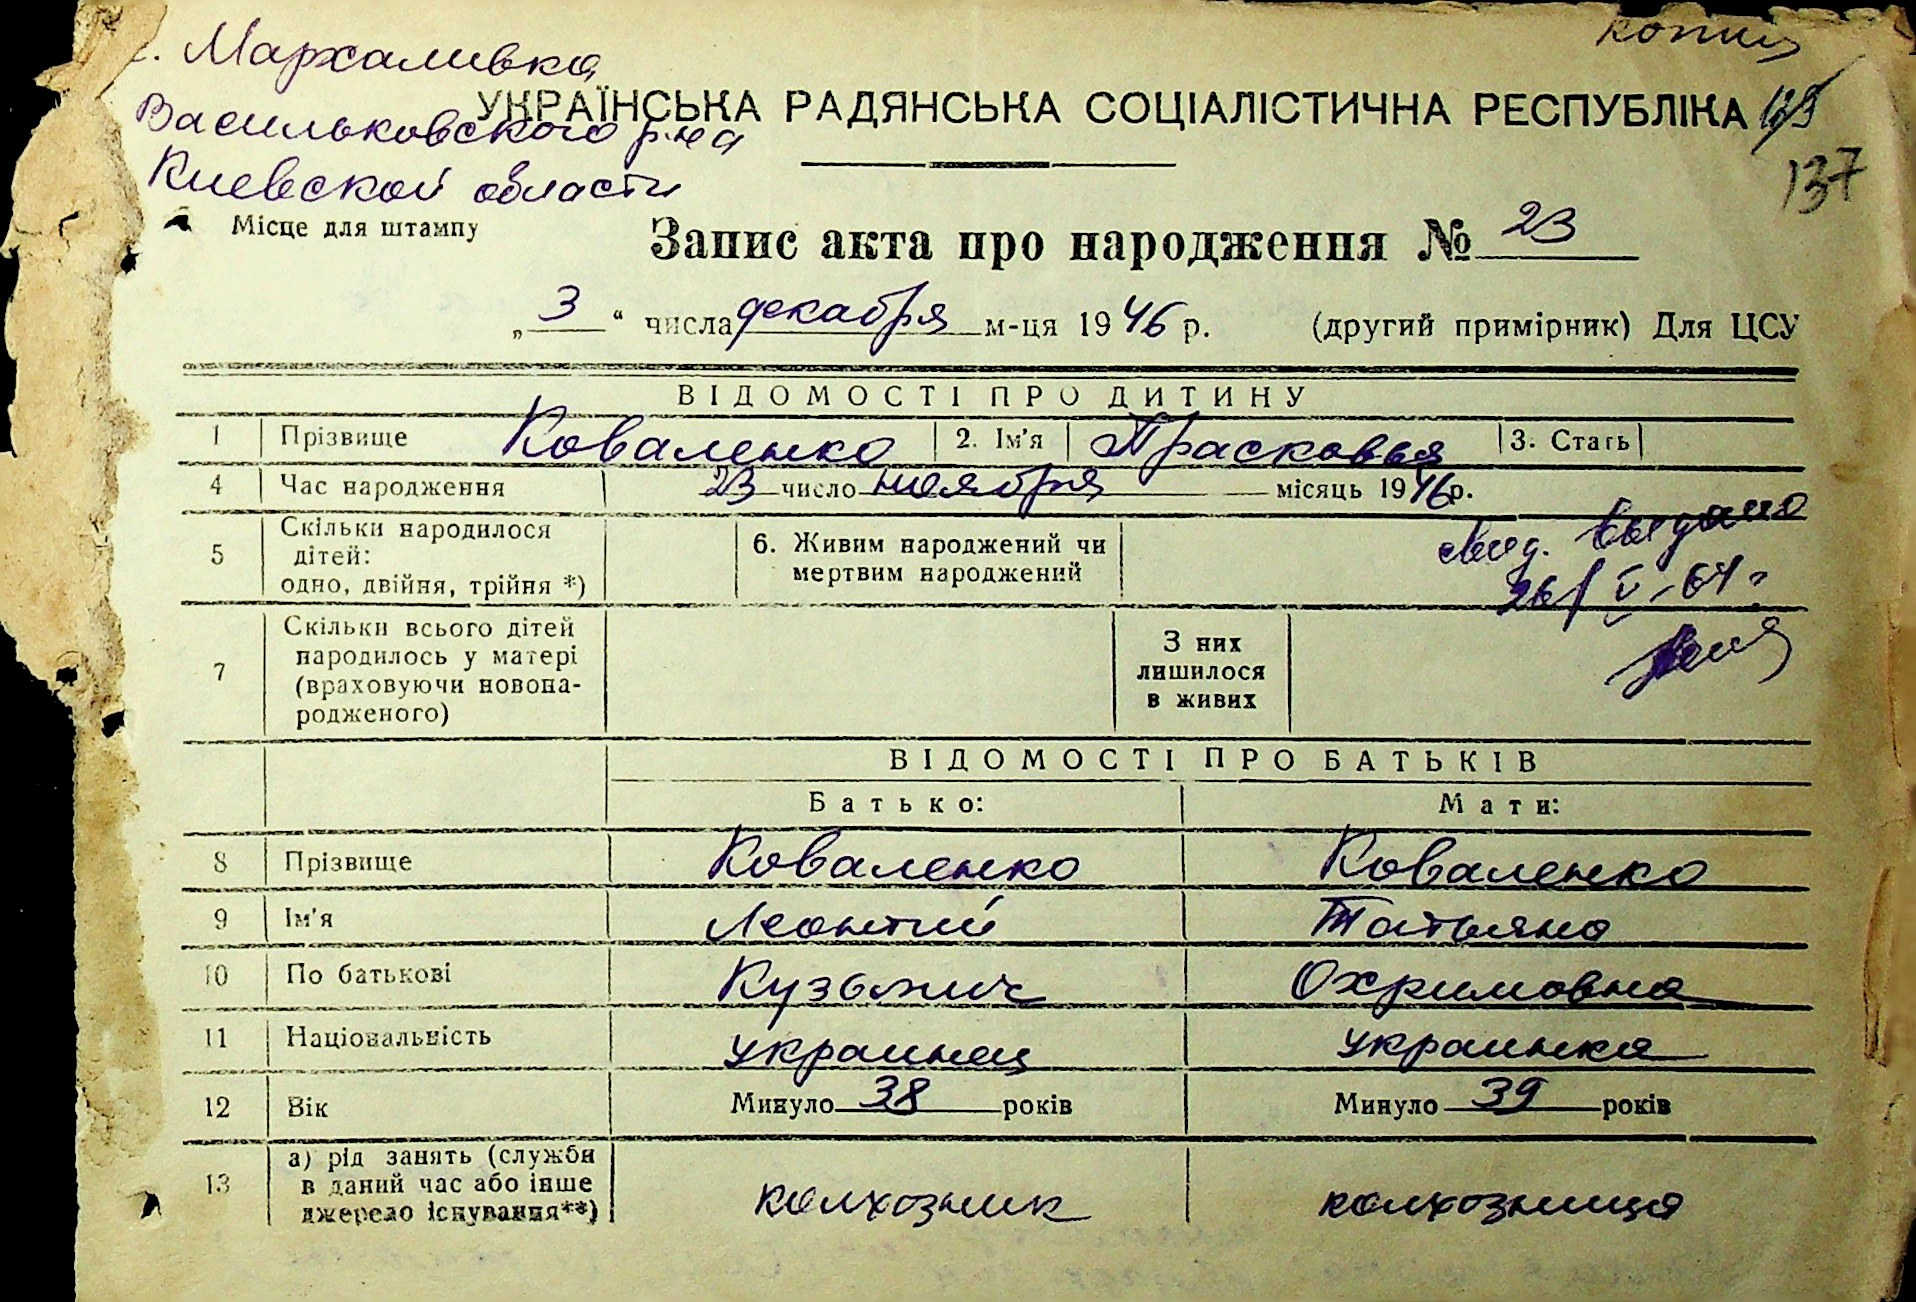 копия
с. Мархаливка
Васильковского р-на
Киевской области
УКРАЇНСЬКА РАДЯНСЬКА СОЦІАЛІСТИЧНА РЕСПУБЛІКА
137
Місце для штампу
Запис акта про народження № 23
„ 3 “ числа декабря м-ця 1946 р. (другий примірник) Для ЦСУ
ВІДОМОСТІ ПРО ДИТИНУ
1 Прізвище Коваленко 2. Ім'я Прасковья 3. Стать
4 Час народження 23 число ноября місяць 1946 р.
5 Скільки народилося дітей: одно, двійня, трійня *) 6. Живим народжений чи мертвим народжений
выдано
7 Скільки всього дітей народилось у матері (враховуючи новона-родженого) З них лишилося в живих
ВІДОМОСТІ ПРО БАТЬКІВ
Батько: Мати:
8 Прізвище Коваленко Коваленко
9 Ім'я Леонтий Татьяна
10 По батькові Кузьмич Охримовна
11 Національність украинец украинка
12 Вік Минуло 38 років Минуло 39 років
13 а) рід занять (служби в даний час або інше джерело існування**) колхозник колхозница